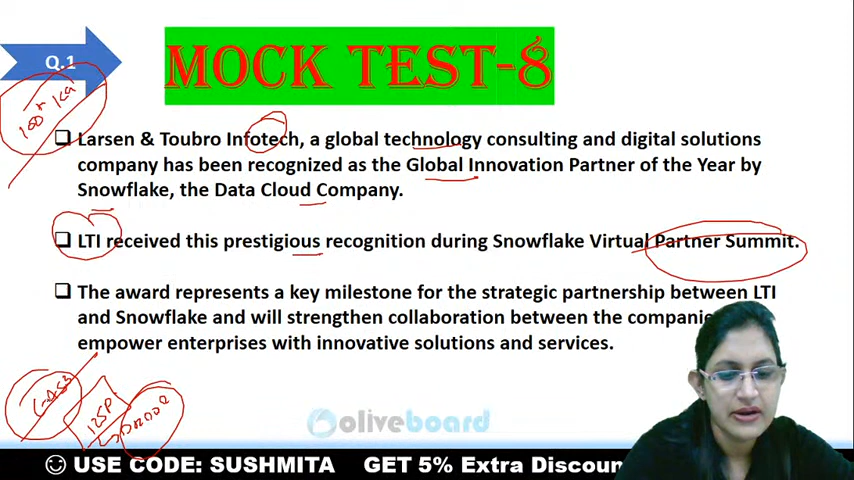 Q.1
MOCK TEST-8
Larsen & Toubro Infotech, a global technology consulting and digital solutions
company has been recognized as the Global Innovation Partner of the Year by
Snowflake, the Data Cloud Company.
LTI received this prestigious recognition during Snowflake Virtual Partner Summit.
The award represents a key milestone for the strategic partnership between LTI
and Snowflake and will strengthen collaboration between the
empower enterprises with innovative solutions and services.
oliveboard
USE CODE: SUSHMITA GET 5% Extra